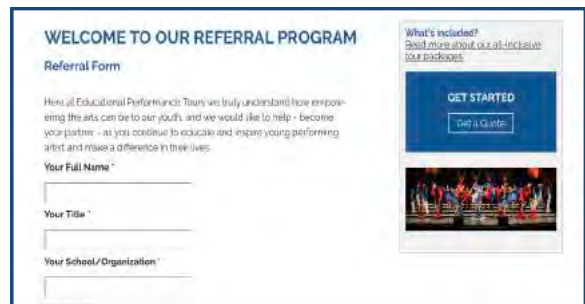 WELCOME TO OUR REFERRAL PROGRAM
Referral Form
Here at Educational Performance Tours we truly understand how empow-
ering the arts can be to our youth, and we would like to help - become
your partner - as you continue to educate and inspire young performing
artist and make a difference in their lives.
Your Full Name *
Your Title *
Your School/Organization *
What's included?
Read more about our all-inclusive
tour packages.
GET STARTED
Get a Quote